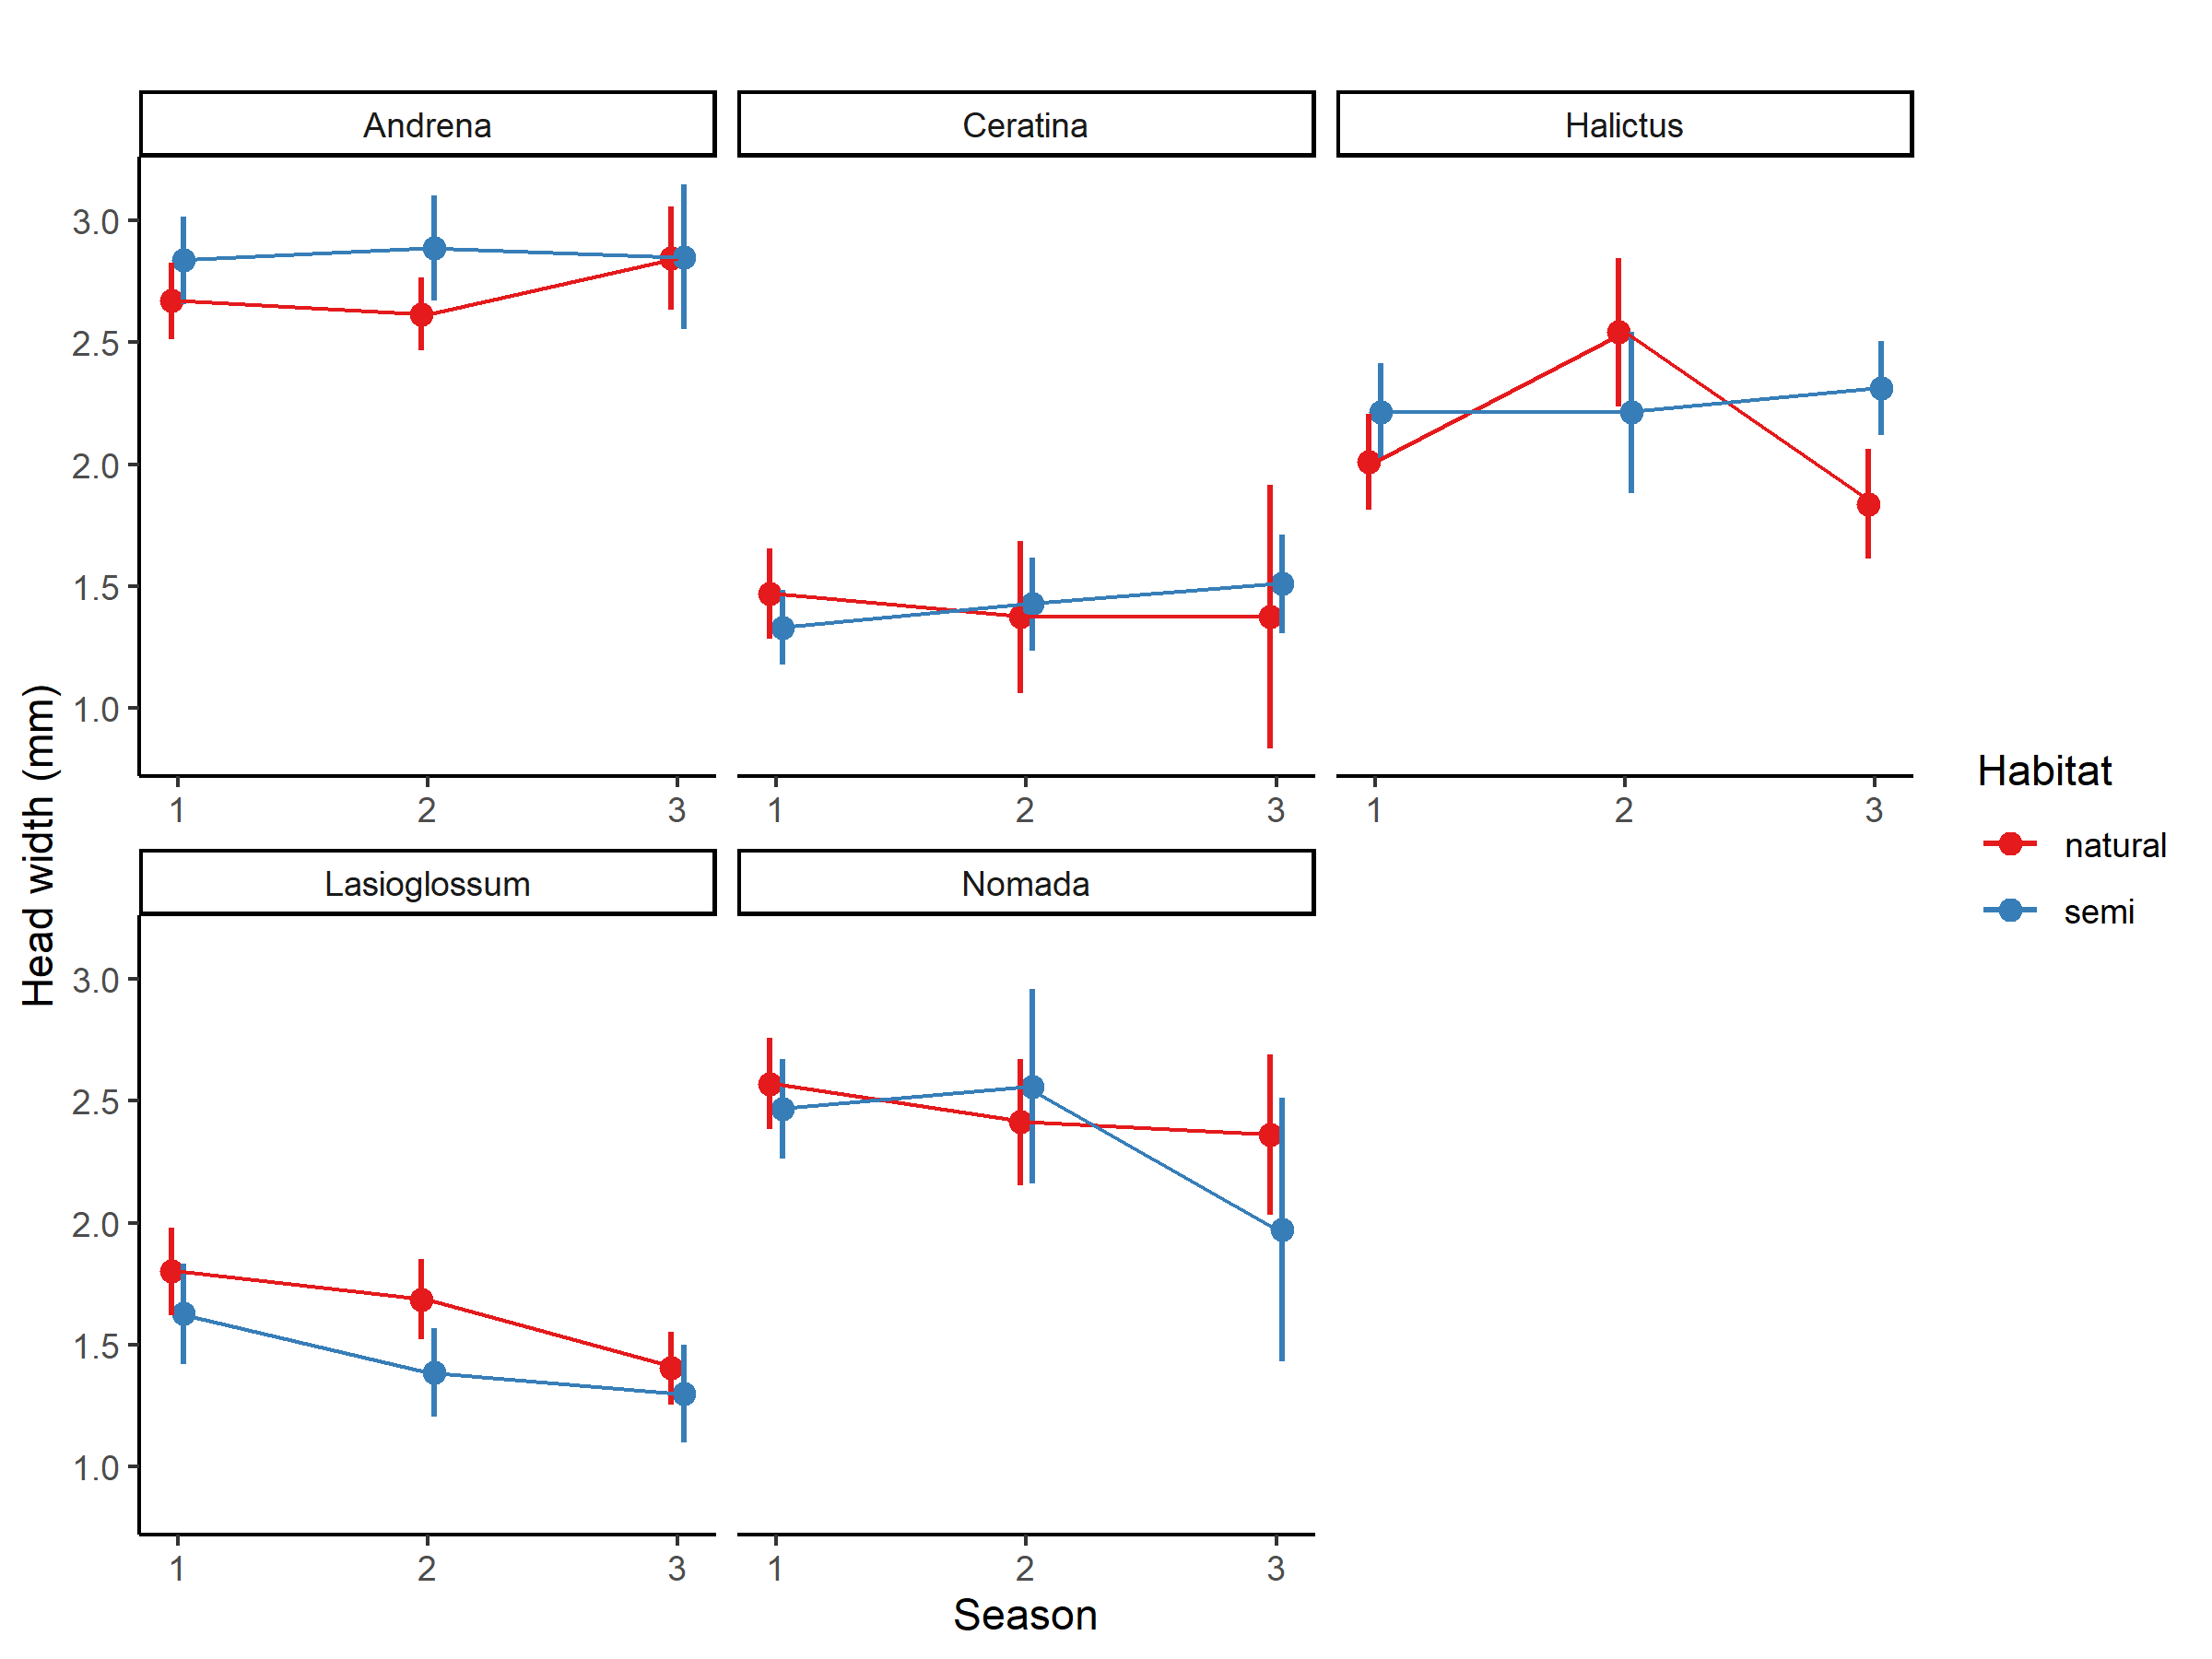 Andrena
Ceratina
Halictus
3.0
2.5
2.0
1.5
1.0
1 2 3
1 2 3
1 2 3
Head width (mm)
Lasioglossum
Nomada
3.0
2.5
2.0
1.5
1.0
1 2 3
1 2 3
Season
Habitat
natural
semi